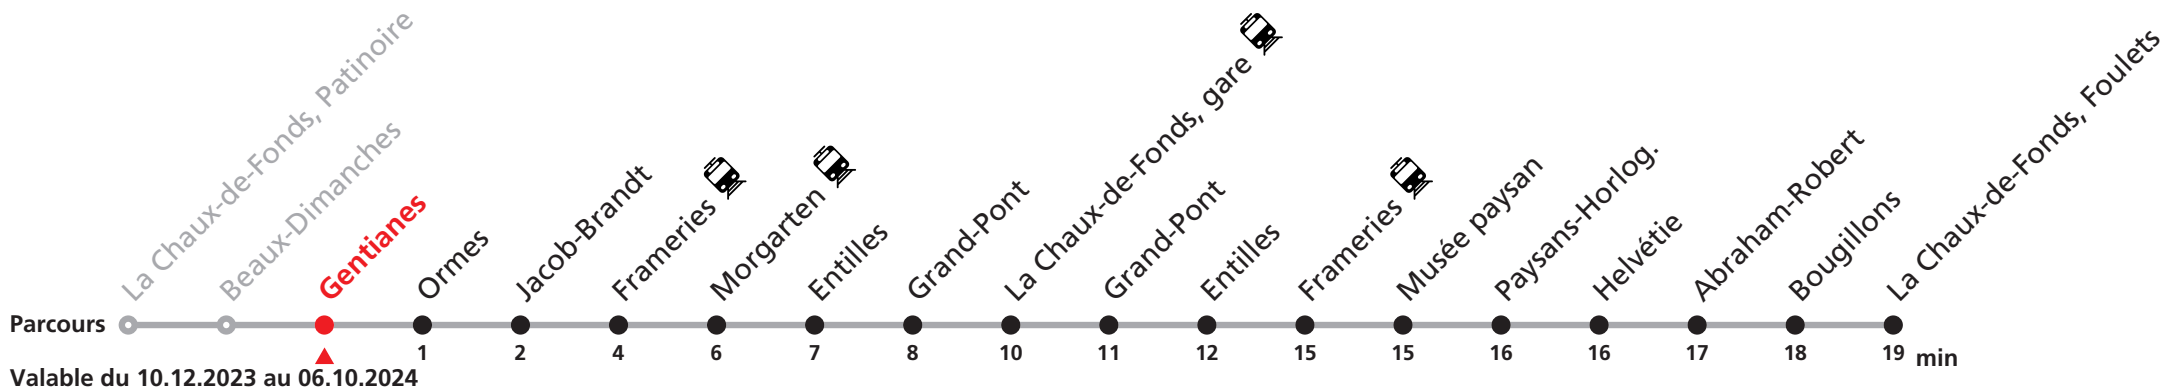 La Chaux-de-Fonds, Patinoire
Beaux-Dimanches
Gentianes
Ormes
Jacob-Brandt
Frameries
Morgarten
Entilles
Grand-Pont
La Chaux-de-Fonds, gare
Grand-Pont
Entilles
Frameries
Musée paysan
Paysans-Horlog.
Helvétie
Abraham-Robert
Bougillons
La Chaux-de-Fonds, Foulets
Parcours
1 2 4 6 7 8 10 11 12 15 15 16 16 17 18 19 min
Valable du 10.12.2023 au 06.10.2024